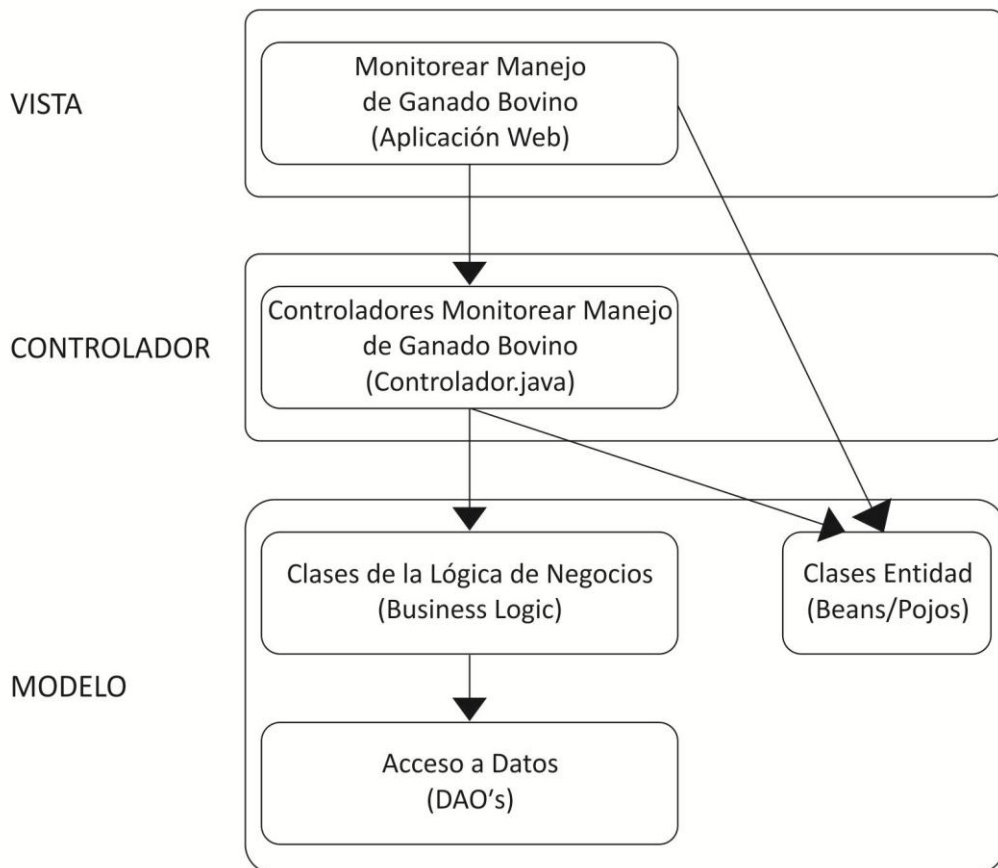 VISTA
Monitorear Manejo
de Ganado Bovino
(Aplicación Web)
CONTROLADOR
Controladores Monitorear Manejo
de Ganado Bovino
(Controlador.java)
MODELO
Clases de la Lógica de Negocios
(Business Logic)
Clases Entidad
(Beans/Pojos)
Acceso a Datos
(DAO's)